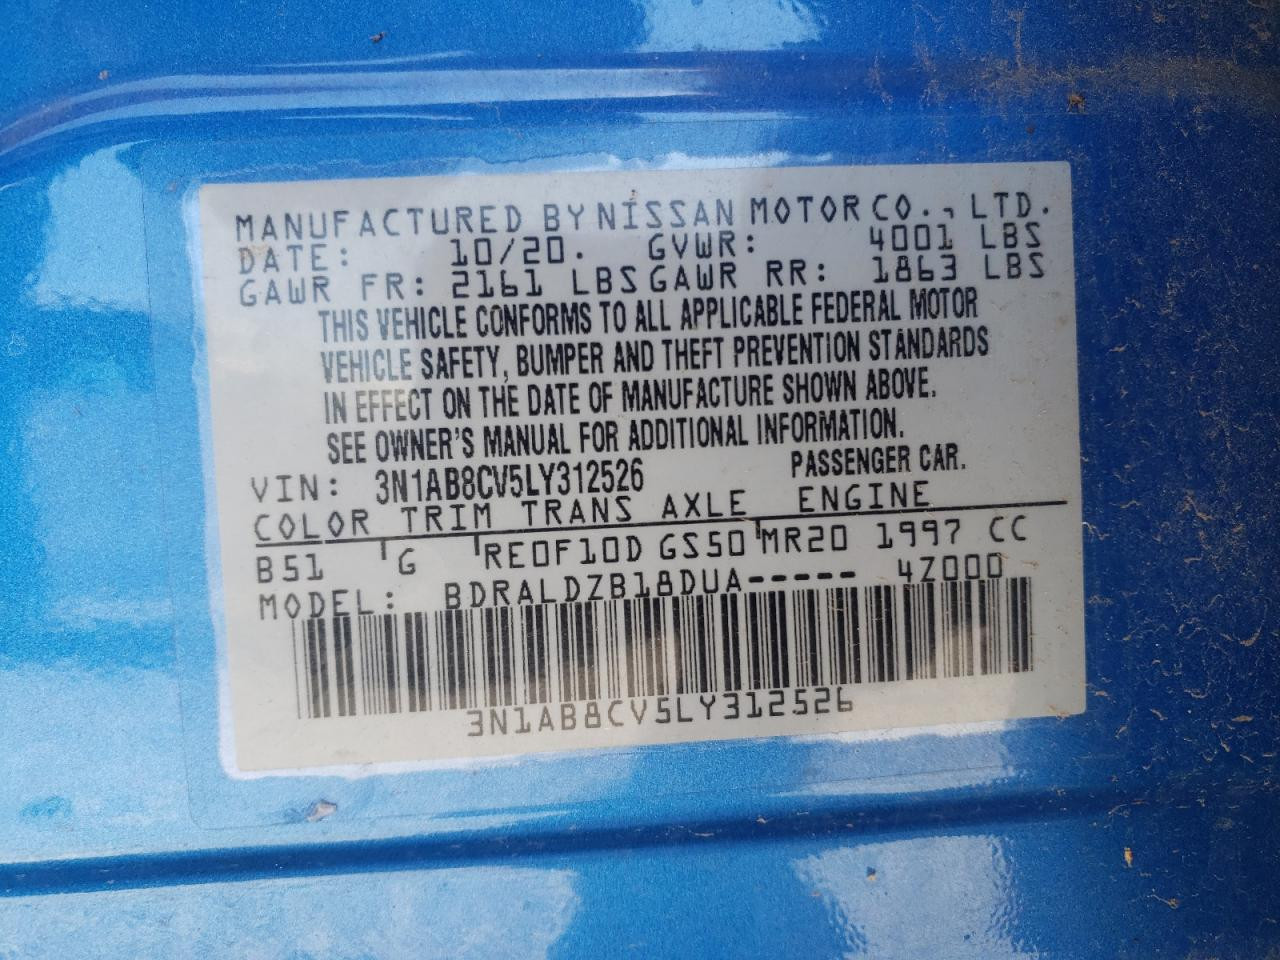 MANUFACTURED BY NISSAN MOTOR CO., LTD.
DATE: 10/20. GVWR: 4001 LBS
GAWR FR: 2161 LBS GAWR RR: 1863 LBS
THIS VEHICLE CONFORMS TO ALL APPLICABLE FEDERAL MOTOR
VEHICLE SAFETY, BUMPER AND THEFT PREVENTION STANDARDS
IN EFFECT ON THE DATE OF MANUFACTURE SHOWN ABOVE.
SEE OWNER'S MANUAL FOR ADDITIONAL INFORMATION.
VIN: 3N1AB8CV5LY312526 PASSENGER CAR.
COLOR TRIM TRANS AXLE ENGINE
B51 G RE0F10D GS50 MR20 1997 CC
MODEL: BDRALDZB18DUA----- 4Z000
3N1AB8CV5LY312526